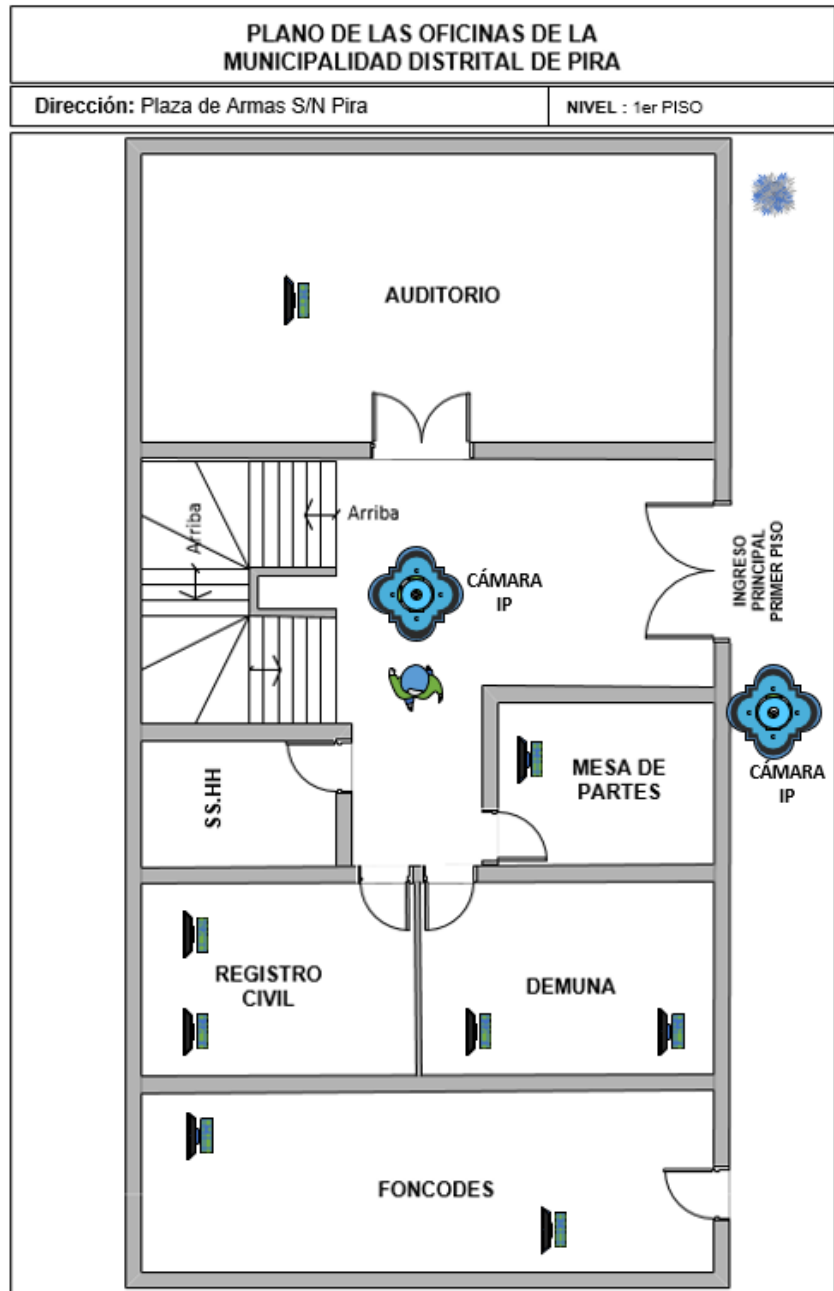 PLANO DE LAS OFICINAS DE LA
MUNICIPALIDAD DISTRITAL DE PIRA
Dirección: Plaza de Armas S/N Pira
NIVEL : 1er PISO
AUDITORIO
Arriba
Arriba
CÁMARA
IP
INGRESO
PRINCIPAL
PRIMER PISO
SS.HH
MESA DE
PARTES
CÁMARA
IP
REGISTRO
CIVIL
DEMUNA
FONCODES